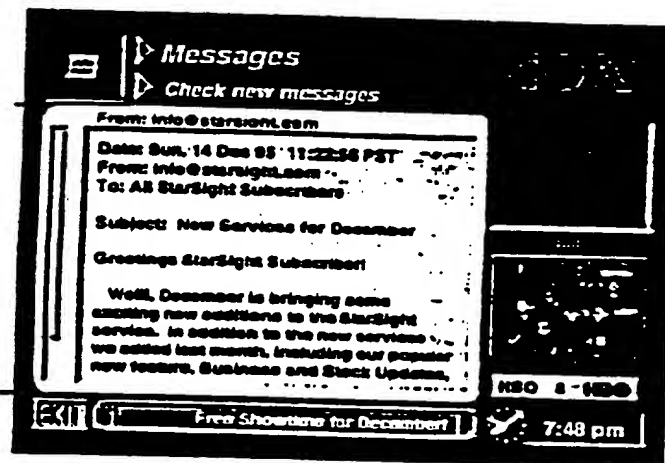 Messages
Check new messages
From: info@starsight.com
Date: Sun, 14 Dec 95 11:22:56 PST
From: info@starsight.com
To: All StarSight Subscribers
Subject: New Services for December
Greetings StarSight Subscriber!
Well, December is bringing some
exciting new additions to the StarSight
service. In addition to the new services
we added last month, including our popular
new feature, Business and Stock Updates,
HBO
Free Showtime for December!
7:48 pm